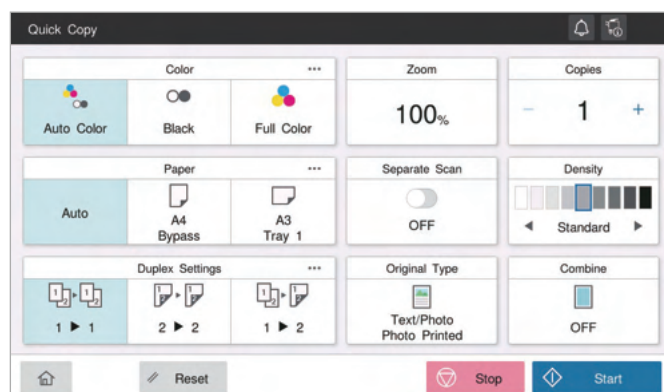 Quick Copy
Color •••
Zoom
Copies
Auto Color
Black
Full Color
100%
− 1 +
Paper •••
Separate Scan
Density
Auto
A4
Bypass
A3
Tray 1
OFF
◀ Standard ▶
Duplex Settings •••
Original Type
Combine
1 ▶ 1
2 ▶ 2
1 ▶ 2
Text/Photo
Photo Printed
OFF
Reset
Stop
Start